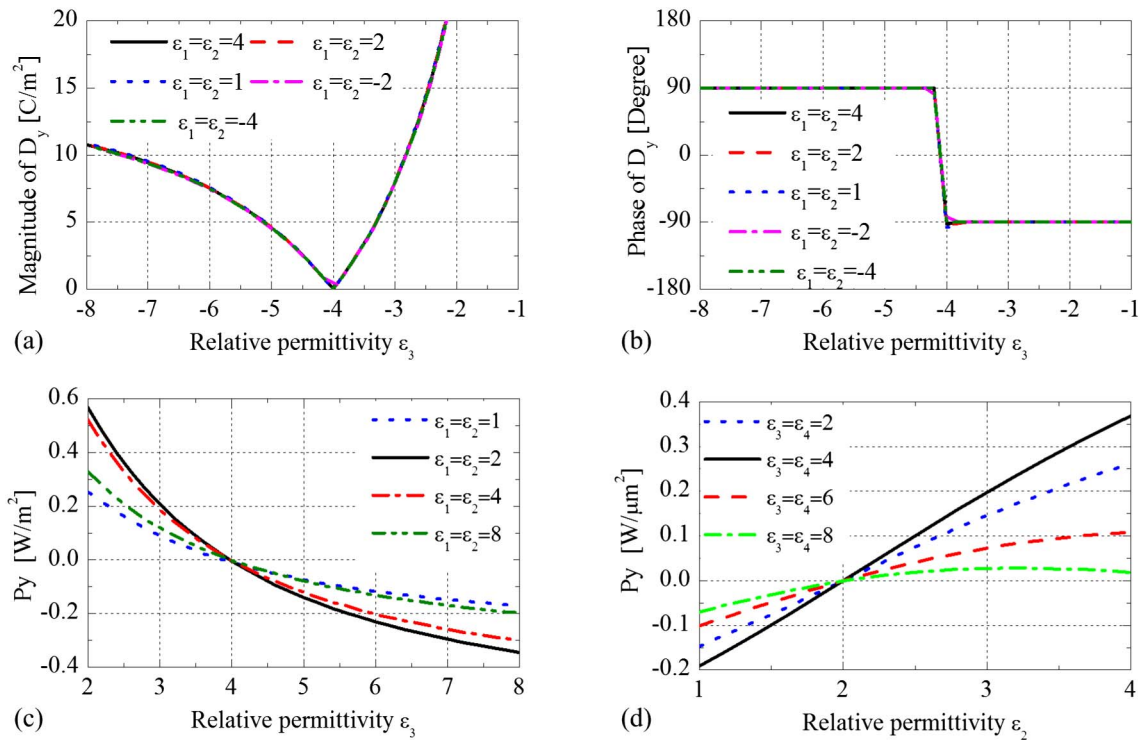 20
15
10
5
0
Magnitude of Dy [C/m²]
ε₁=ε₂=4
ε₁=ε₂=2
ε₁=ε₂=1
ε₁=ε₂=-2
ε₁=ε₂=-4
-8 -7 -6 -5 -4 -3 -2 -1
(a)
Relative permittivity ε₃
180
90
0
-90
-180
Phase of Dy [Degree]
ε₁=ε₂=4
ε₁=ε₂=2
ε₁=ε₂=1
ε₁=ε₂=-2
ε₁=ε₂=-4
-8 -7 -6 -5 -4 -3 -2 -1
(b)
Relative permittivity ε₃
0.6
0.4
0.2
0.0
-0.2
-0.4
Py [W/m²]
ε₁=ε₂=1
ε₁=ε₂=2
ε₁=ε₂=4
ε₁=ε₂=8
2 3 4 5 6 7 8
(c)
Relative permittivity ε₃
0.4
0.3
0.2
0.1
0.0
-0.1
-0.2
Py [W/μm²]
ε₃=ε₄=2
ε₃=ε₄=4
ε₃=ε₄=6
ε₃=ε₄=8
1 2 3 4
(d)
Relative permittivity ε₂